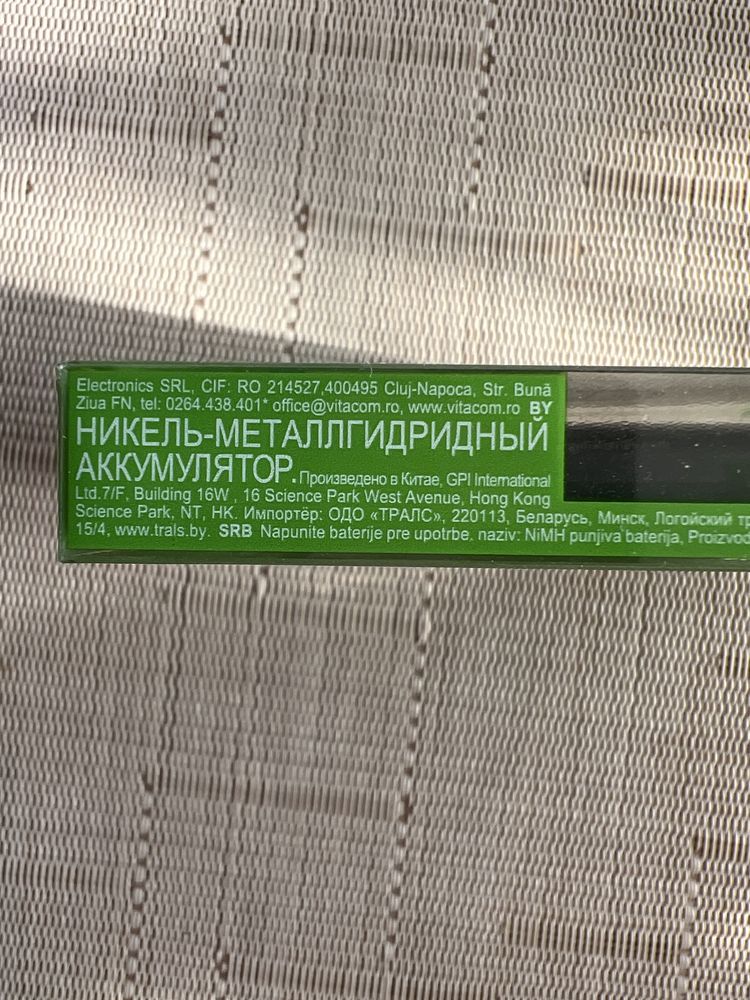 Electronics SRL, CIF: RO 214527,400495 Cluj-Napoca, Str. Bună
Ziua FN, tel: 0264.438.401* office@vitacom.ro, www.vitacom.ro BY
НИКЕЛЬ-МЕТАЛЛГИДРИДНЫЙ
АККУМУЛЯТОР. Произведено в Китае, GPI International
Ltd.7/F, Building 16W , 16 Science Park West Avenue, Hong Kong
Science Park, NT, HK. Импортёр: ОДО «ТРАЛС», 220113, Беларусь, Минск, Логойский тр
15/4, www.trals.by. SRB Napunite baterije pre upotrbe. naziv: NiMH punjiva baterija, Proizvod